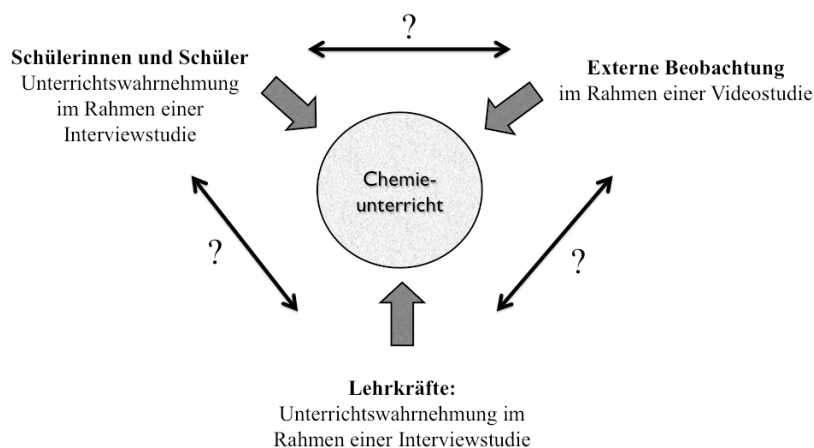 ?
Schülerinnen und Schüler
Unterrichtswahrnehmung
im Rahmen einer
Interviewstudie
Externe Beobachtung
im Rahmen einer Videostudie
Chemie-
unterricht
?
?
Lehrkräfte:
Unterrichtswahrnehmung im
Rahmen einer Interviewstudie